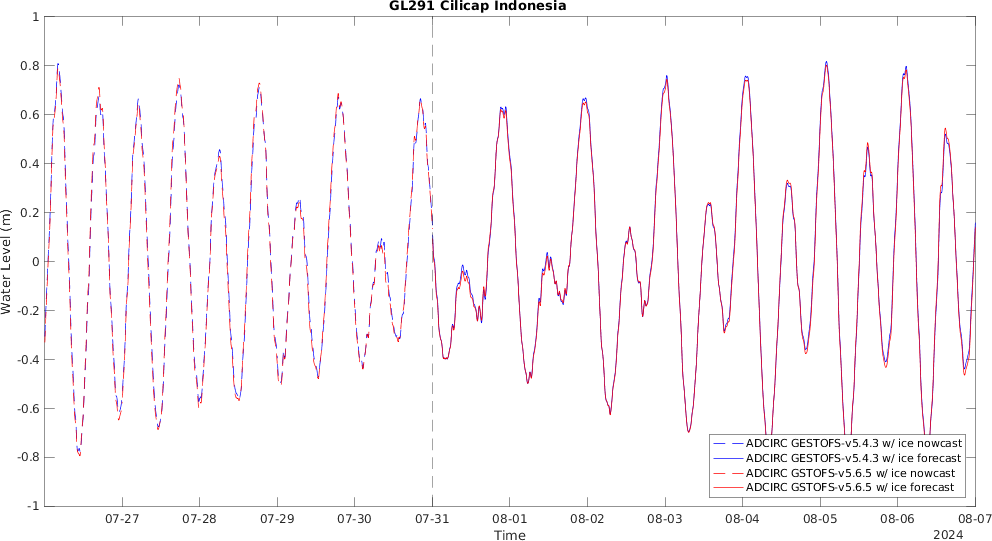 GL291 Cilicap Indonesia
1
0.8
0.6
0.4
0.2
0
-0.2
-0.4
-0.6
-0.8
-1
Water Level (m)
ADCIRC GESTOFS-v5.4.3 w/ ice nowcast
ADCIRC GESTOFS-v5.4.3 w/ ice forecast
ADCIRC GSTOFS-v5.6.5 w/ ice nowcast
ADCIRC GSTOFS-v5.6.5 w/ ice forecast
07-27 07-28 07-29 07-30 07-31 08-01 08-02 08-03 08-04 08-05 08-06 08-07
Time
2024